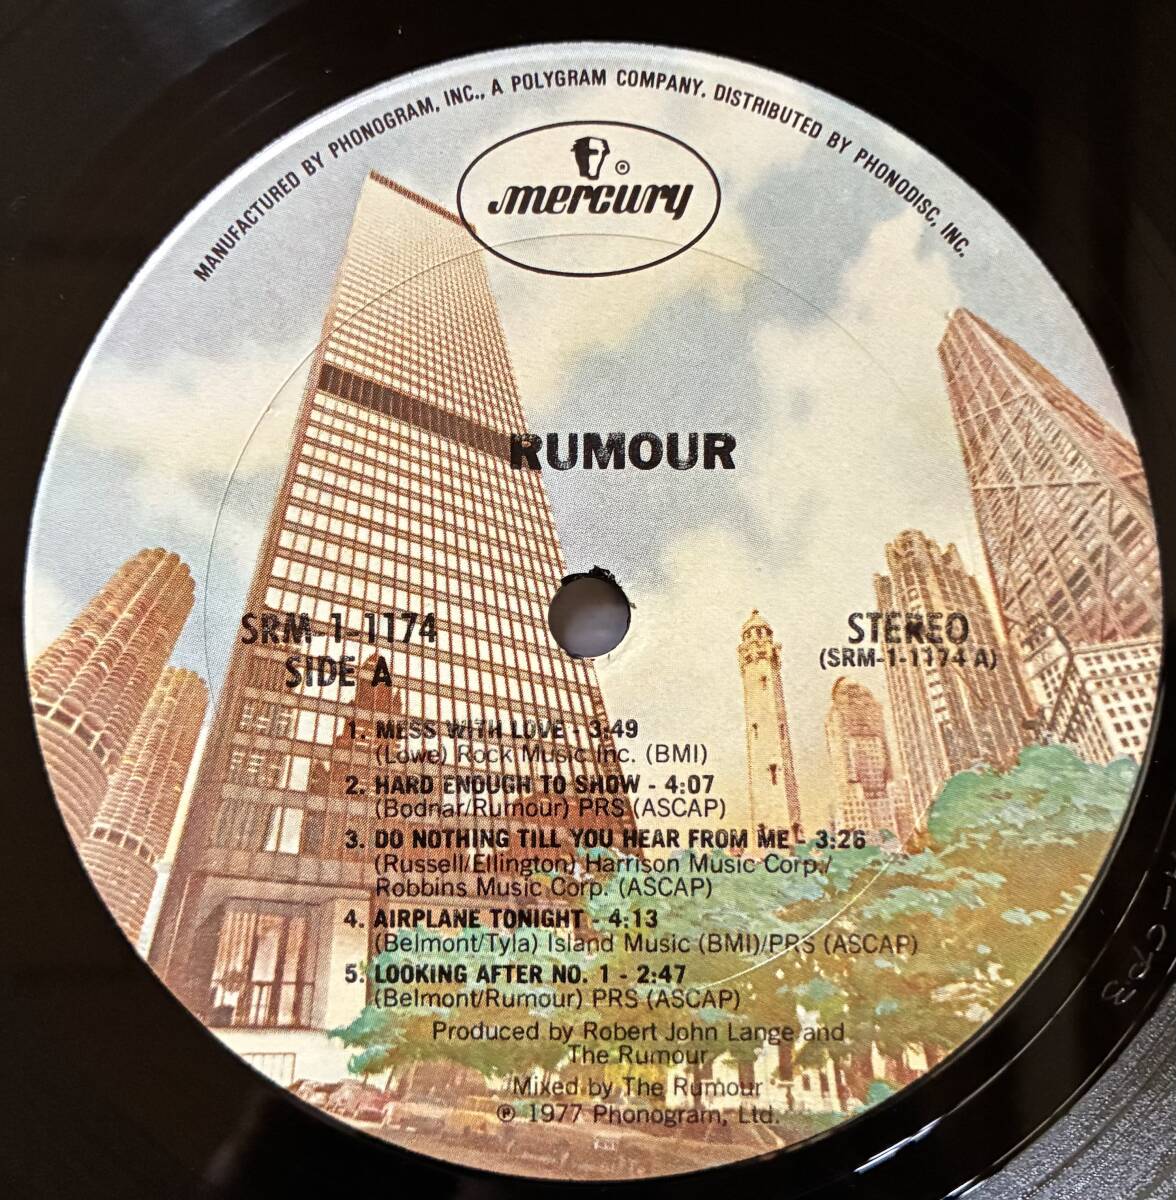 MANUFACTURED BY PHONOGRAM, INC., A POLYGRAM COMPANY. DISTRIBUTED BY PHONODISC, INC.
®
mercury
RUMOUR
SRM-1-1174
SIDE A
STEREO
(SRM-1-1174 A)
1. MESS WITH LOVE - 3:49
(Lowe) Rock Music Inc. (BMI)
2. HARD ENOUGH TO SHOW - 4:07
(Bodnar/Rumour) PRS (ASCAP)
3. DO NOTHING TILL YOU HEAR FROM ME - 3:26
(Russell/Ellington) Harrison Music Corp./
Robbins Music Corp. (ASCAP)
4. AIRPLANE TONIGHT - 4:13
(Belmont/Tyla) Island Music (BMI)/PRS (ASCAP)
5. LOOKING AFTER NO. 1 - 2:47
(Belmont/Rumour) PRS (ASCAP)
Produced by Robert John Lange and
The Rumour
Mixed by The Rumour
℗ 1977 Phonogram, Ltd.